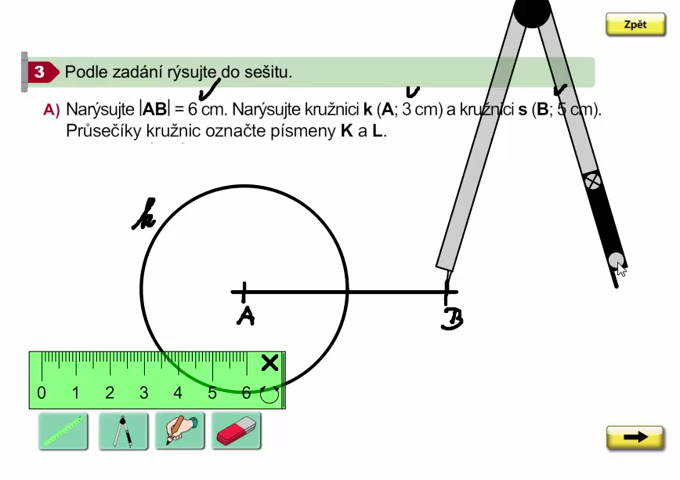 Zpět
3 Podle zadání rýsujte do sešitu.
A) Narýsujte |AB| = 6 cm. Narýsujte kružnici k (A; 3 cm) a kružnici s (B; 5 cm).
Průsečíky kružnic označte písmeny K a L.
k
A B
0 1 2 3 4 5 6